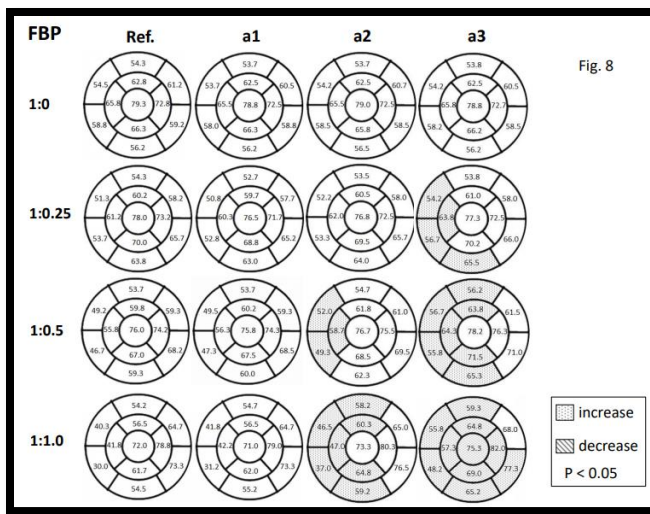 FBP Ref. a1 a2 a3
Fig. 8
54.3 53.7 53.7 53.8
54.5 62.8 61.2 53.7 62.5 60.5 54.2 62.5 60.7 54.2 62.5 60.5
1:0 65.8 79.3 72.8 65.5 78.8 72.5 65.5 79.0 72.5 65.8 78.8 72.7
58.8 66.3 59.2 58.0 66.3 58.8 58.5 65.8 58.5 58.2 66.2 58.5
56.2 56.2 56.5 56.2
54.3 52.7 53.5 53.8
51.3 60.2 58.2 50.8 59.7 57.7 52.2 60.5 58.0 54.2 61.0 58.0
1:0.25 61.2 78.0 73.2 60.3 76.5 71.7 62.0 76.8 72.5 63.8 77.3 72.5
53.7 70.0 65.7 52.8 68.8 65.2 53.3 69.5 65.7 56.7 70.2 66.0
63.8 63.0 64.0 65.5
53.7 53.7 54.7 56.2
49.2 59.8 59.3 49.5 60.2 59.3 52.0 61.8 61.0 56.7 63.8 61.5
1:0.5 55.8 76.0 74.2 56.3 75.8 74.3 58.7 76.7 75.5 64.3 78.2 76.3
46.7 67.0 68.2 47.3 67.5 68.5 49.3 68.5 69.5 55.8 71.5 71.0
59.3 60.0 62.3 65.3
54.2 54.7 58.2 59.3
40.3 56.5 64.7 41.8 56.5 64.7 46.5 60.3 65.0 55.8 64.8 68.0
1:1.0 41.8 72.0 78.8 42.2 71.0 79.0 47.0 73.3 80.3 57.3 75.3 82.0
30.0 61.7 73.3 31.2 62.0 73.3 37.0 64.8 76.5 48.2 69.0 77.3
54.5 55.2 59.2 65.2
increase
decrease
P < 0.05